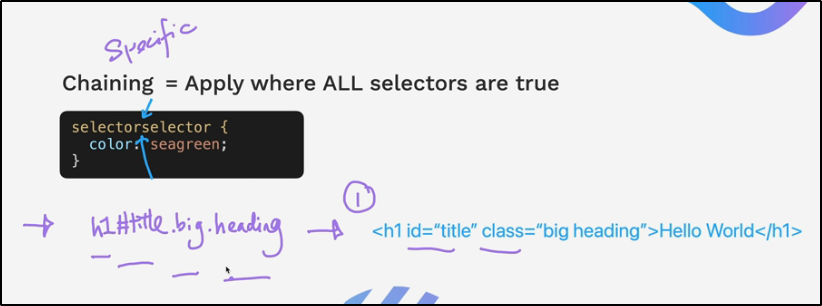 Specific
Chaining = Apply where ALL selectors are true
selectorselector {
color: seagreen;
}
h1#title.big.heading
1
<h1 id=“title” class=“big heading”>Hello World</h1>